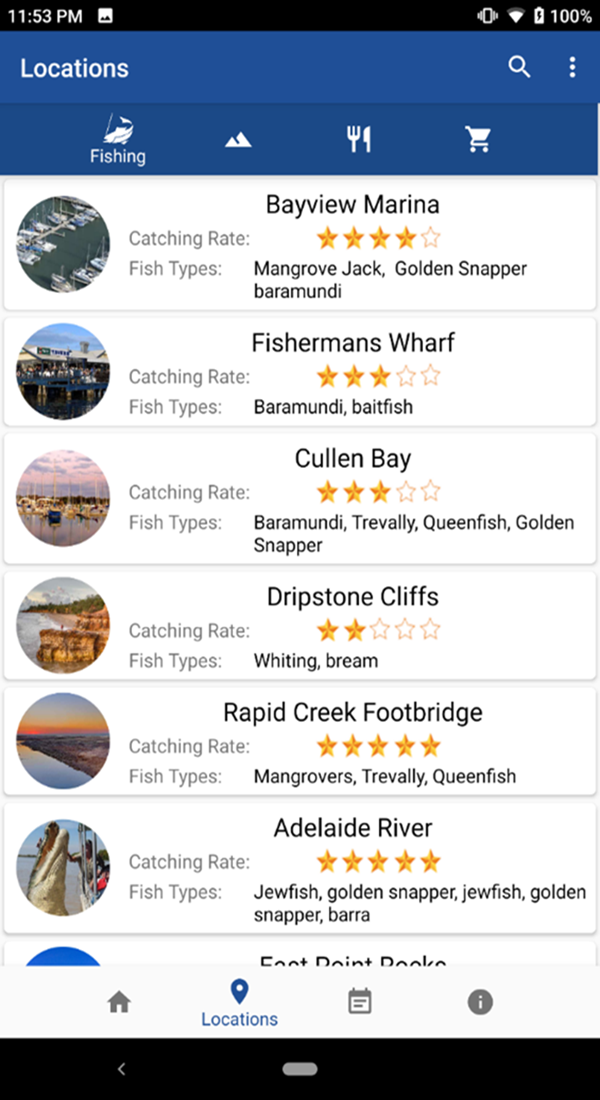 11:53 PM
100%
Locations
Fishing
Bayview Marina
Catching Rate:
Fish Types: Mangrove Jack, Golden Snapper
baramundi
Fishermans Wharf
Catching Rate:
Fish Types: Baramundi, baitfish
Cullen Bay
Catching Rate:
Fish Types: Baramundi, Trevally, Queenfish, Golden
Snapper
Dripstone Cliffs
Catching Rate:
Fish Types: Whiting, bream
Rapid Creek Footbridge
Catching Rate:
Fish Types: Mangrovers, Trevally, Queenfish
Adelaide River
Catching Rate:
Fish Types: Jewfish, golden snapper, jewfish, golden
snapper, barra
East Point Rocks
Locations